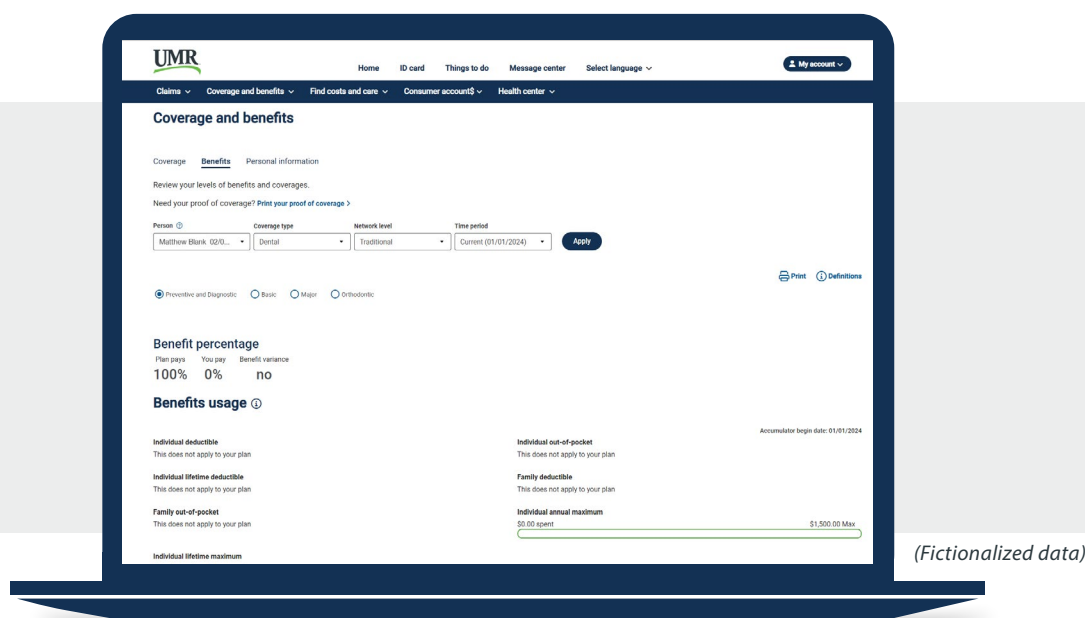 UMR
Home ID card Things to do Message center Select language
My account
Claims Coverage and benefits Find costs and care Consumer account$ Health center
Coverage and benefits
Coverage Benefits Personal information
Review your levels of benefits and coverages.
Need your proof of coverage? Print your proof of coverage >
Person Coverage type Network level Time period
Matthew Blank 02/0... Dental Traditional Current (01/01/2024) Apply
Print Definitions
Preventive and Diagnostic Basic Major Orthodontic
Benefit percentage
Plan pays You pay Benefit variance
100% 0% no
Benefits usage
Accumulator begin date: 01/01/2024
Individual deductible Individual out-of-pocket
This does not apply to your plan This does not apply to your plan
Individual lifetime deductible Family deductible
This does not apply to your plan This does not apply to your plan
Family out-of-pocket Individual annual maximum
This does not apply to your plan $0.00 spent $1,500.00 Max
Individual lifetime maximum
(Fictionalized data)